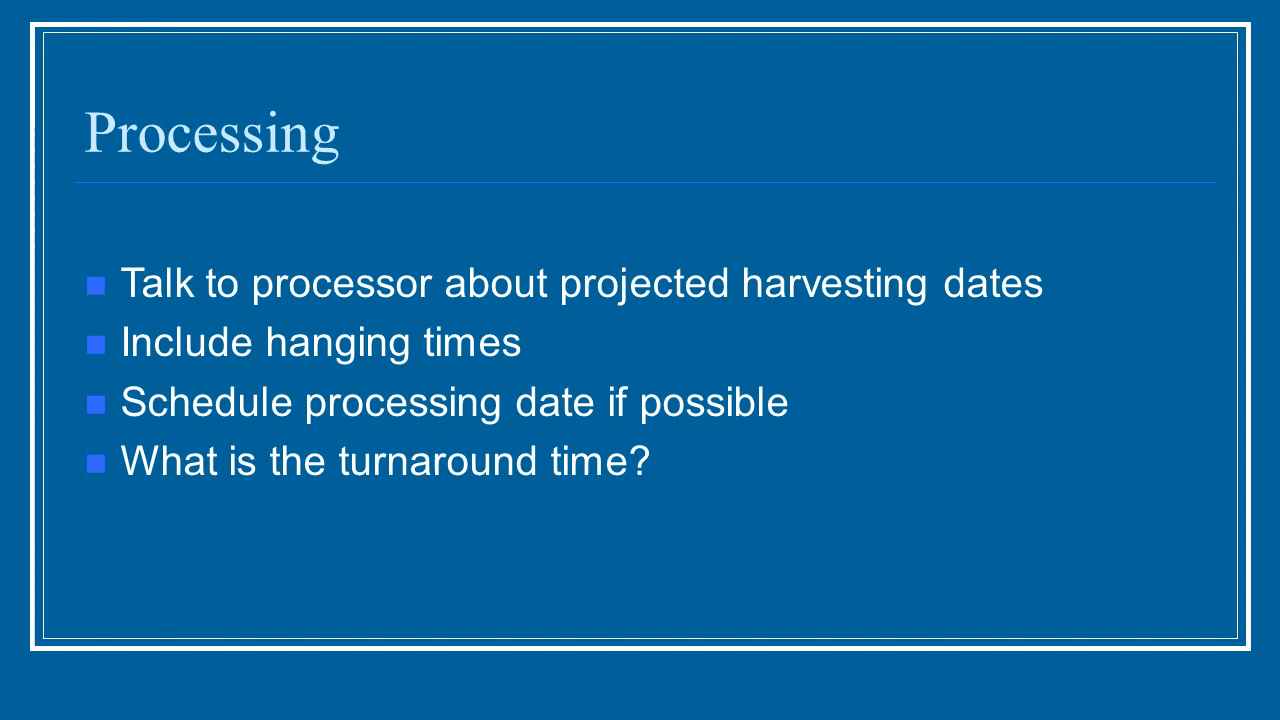 Processing
Talk to processor about projected harvesting dates
Include hanging times
Schedule processing date if possible
What is the turnaround time?